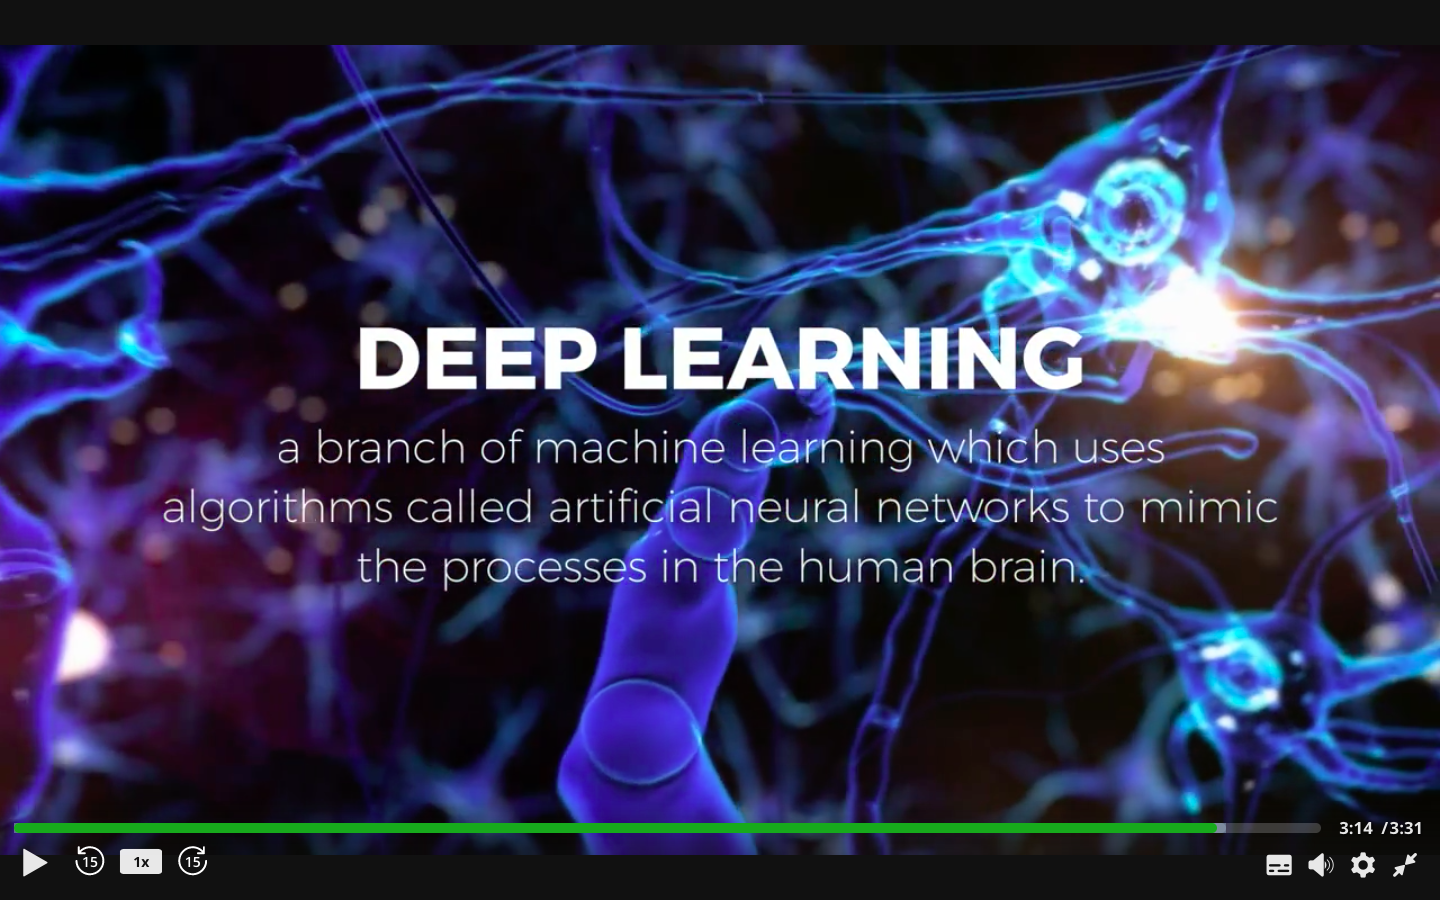 DEEP LEARNING
a branch of machine learning which uses
algorithms called artificial neural networks to mimic
the processes in the human brain.
3:14 /3:31
15 1x 15